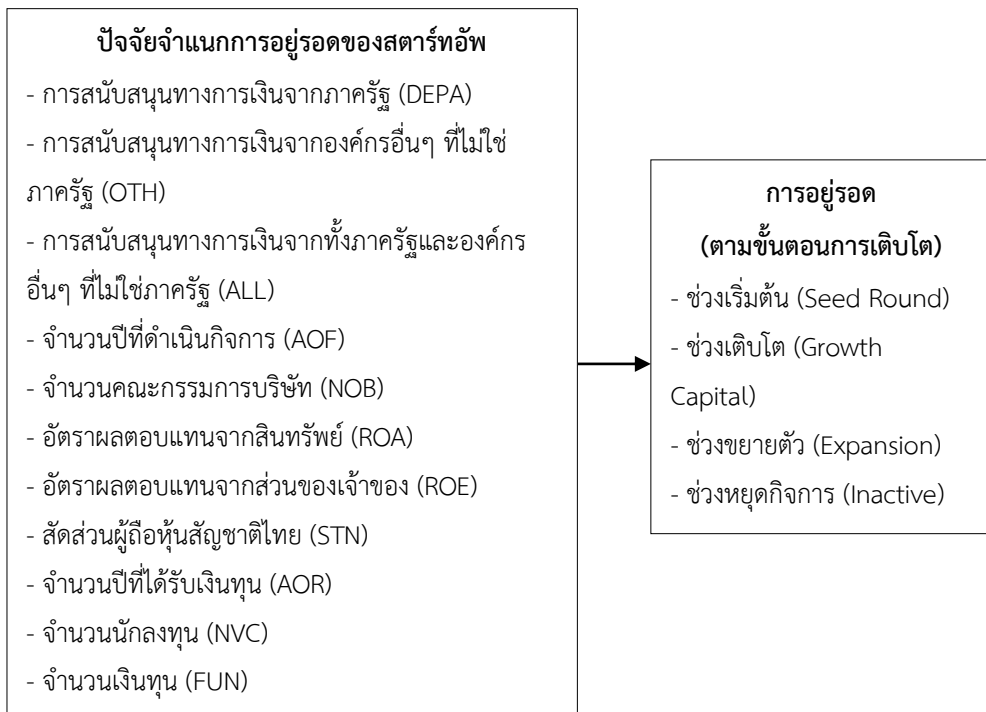 ปัจจัยจำแนกการอยู่รอดของสตาร์ทอัพ
- การสนับสนุนทางการเงินจากภาครัฐ (DEPA)
- การสนับสนุนทางการเงินจากองค์กรอื่นๆ ที่ไม่ใช่
ภาครัฐ (OTH)
- การสนับสนุนทางการเงินจากทั้งภาครัฐและองค์กร
อื่นๆ ที่ไม่ใช่ภาครัฐ (ALL)
- จำนวนปีที่ดำเนินกิจการ (AOF)
- จำนวนคณะกรรมการบริษัท (NOB)
- อัตราผลตอบแทนจากสินทรัพย์ (ROA)
- อัตราผลตอบแทนจากส่วนของเจ้าของ (ROE)
- สัดส่วนผู้ถือหุ้นสัญชาติไทย (STN)
- จำนวนปีที่ได้รับเงินทุน (AOR)
- จำนวนนักลงทุน (NVC)
- จำนวนเงินทุน (FUN)
การอยู่รอด
(ตามขั้นตอนการเติบโต)
- ช่วงเริ่มต้น (Seed Round)
- ช่วงเติบโต (Growth
Capital)
- ช่วงขยายตัว (Expansion)
- ช่วงหยุดกิจการ (Inactive)